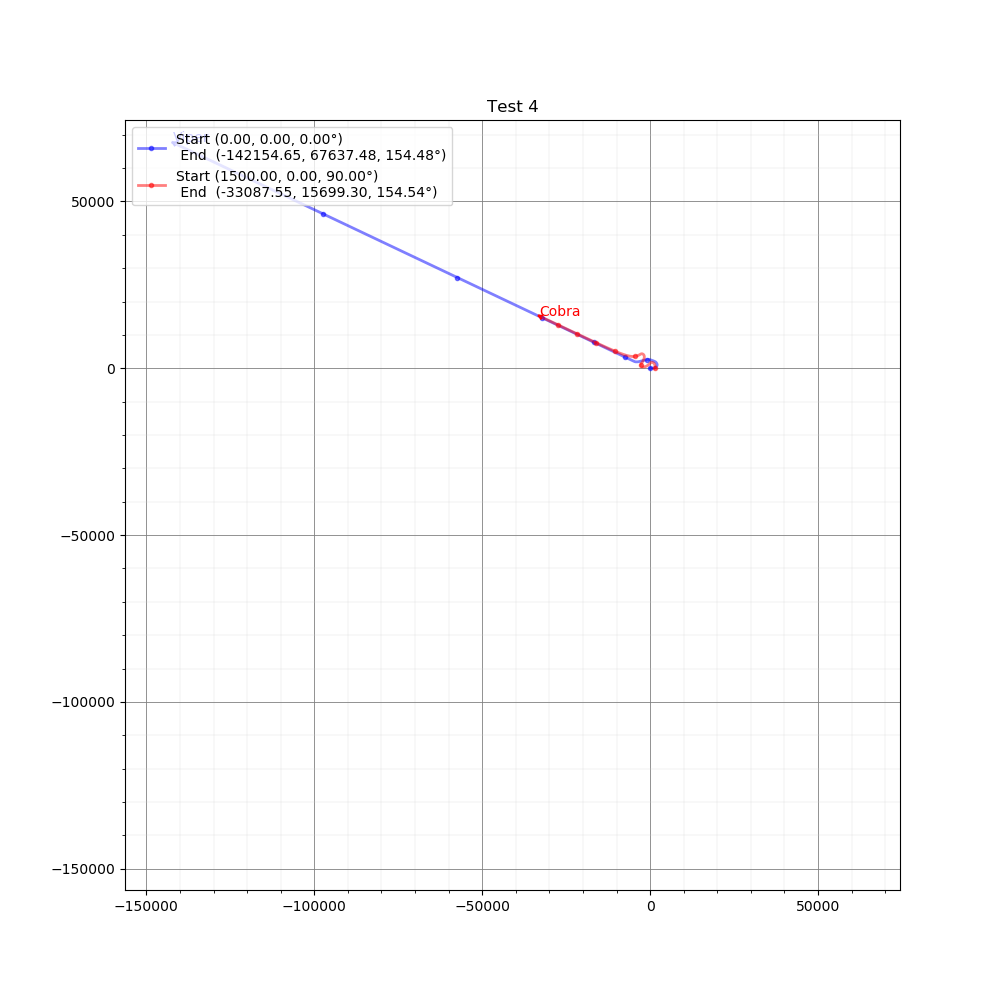 Test 4
Start (0.00, 0.00, 0.00°)
End (-142154.65, 67637.48, 154.48°)
Start (1500.00, 0.00, 90.00°)
End (-33087.55, 15699.30, 154.54°)
Cobra
50000
0
−50000
−100000
−150000
−150000 −100000 −50000 0 50000